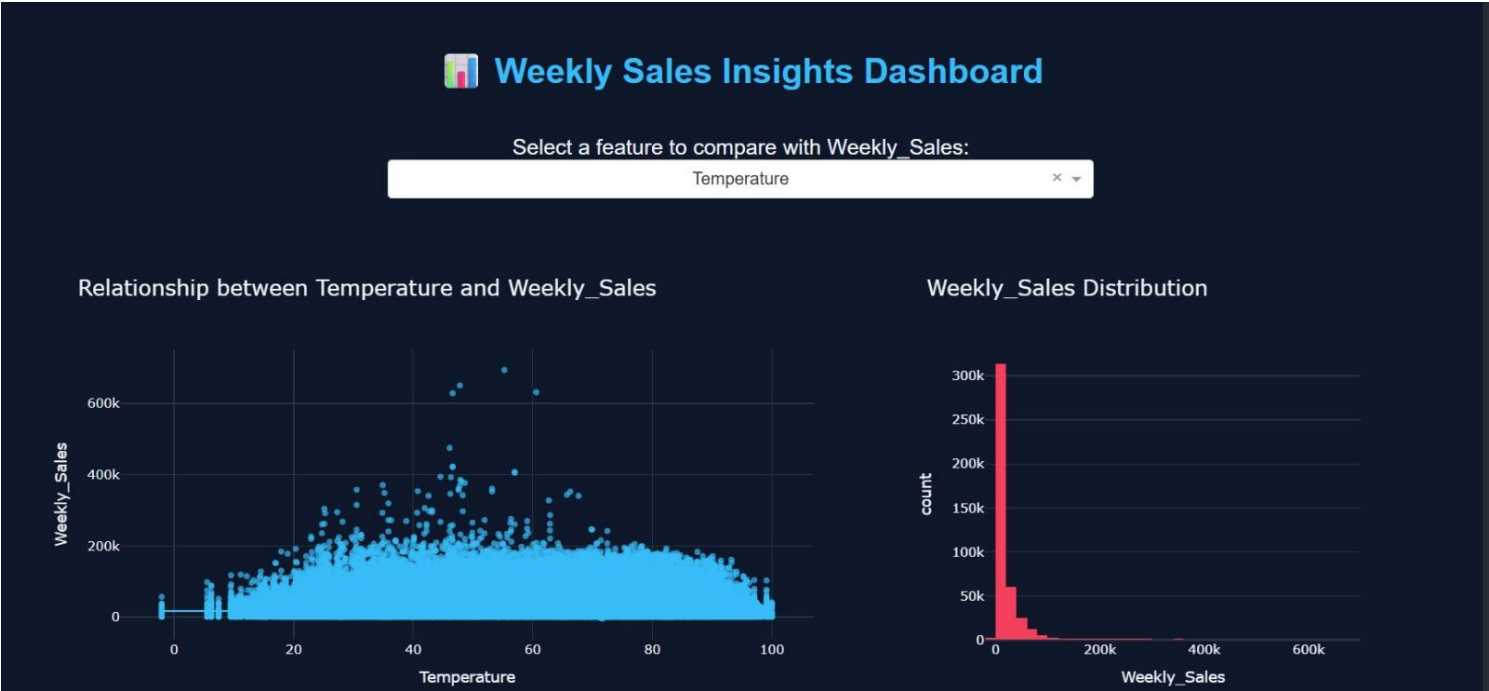 Weekly Sales Insights Dashboard
Select a feature to compare with Weekly_Sales:
Temperature
× 
Relationship between Temperature and Weekly_Sales
600k
400k
200k
0
Weekly_Sales
0 20 40 60 80 100
Temperature
Weekly_Sales Distribution
300k
250k
200k
150k
100k
50k
0
count
0 200k 400k 600k
Weekly_Sales